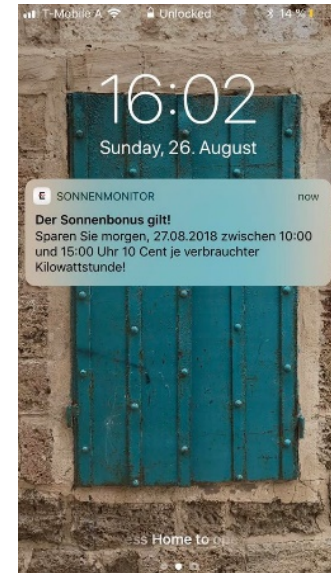 T-Mobile A Unlocked 14 %
16:02
Sunday, 26. August
E SONNENMONITOR now
Der Sonnenbonus gilt!
Sparen Sie morgen, 27.08.2018 zwischen 10:00
und 15:00 Uhr 10 Cent je verbrauchter
Kilowattstunde!
Home to